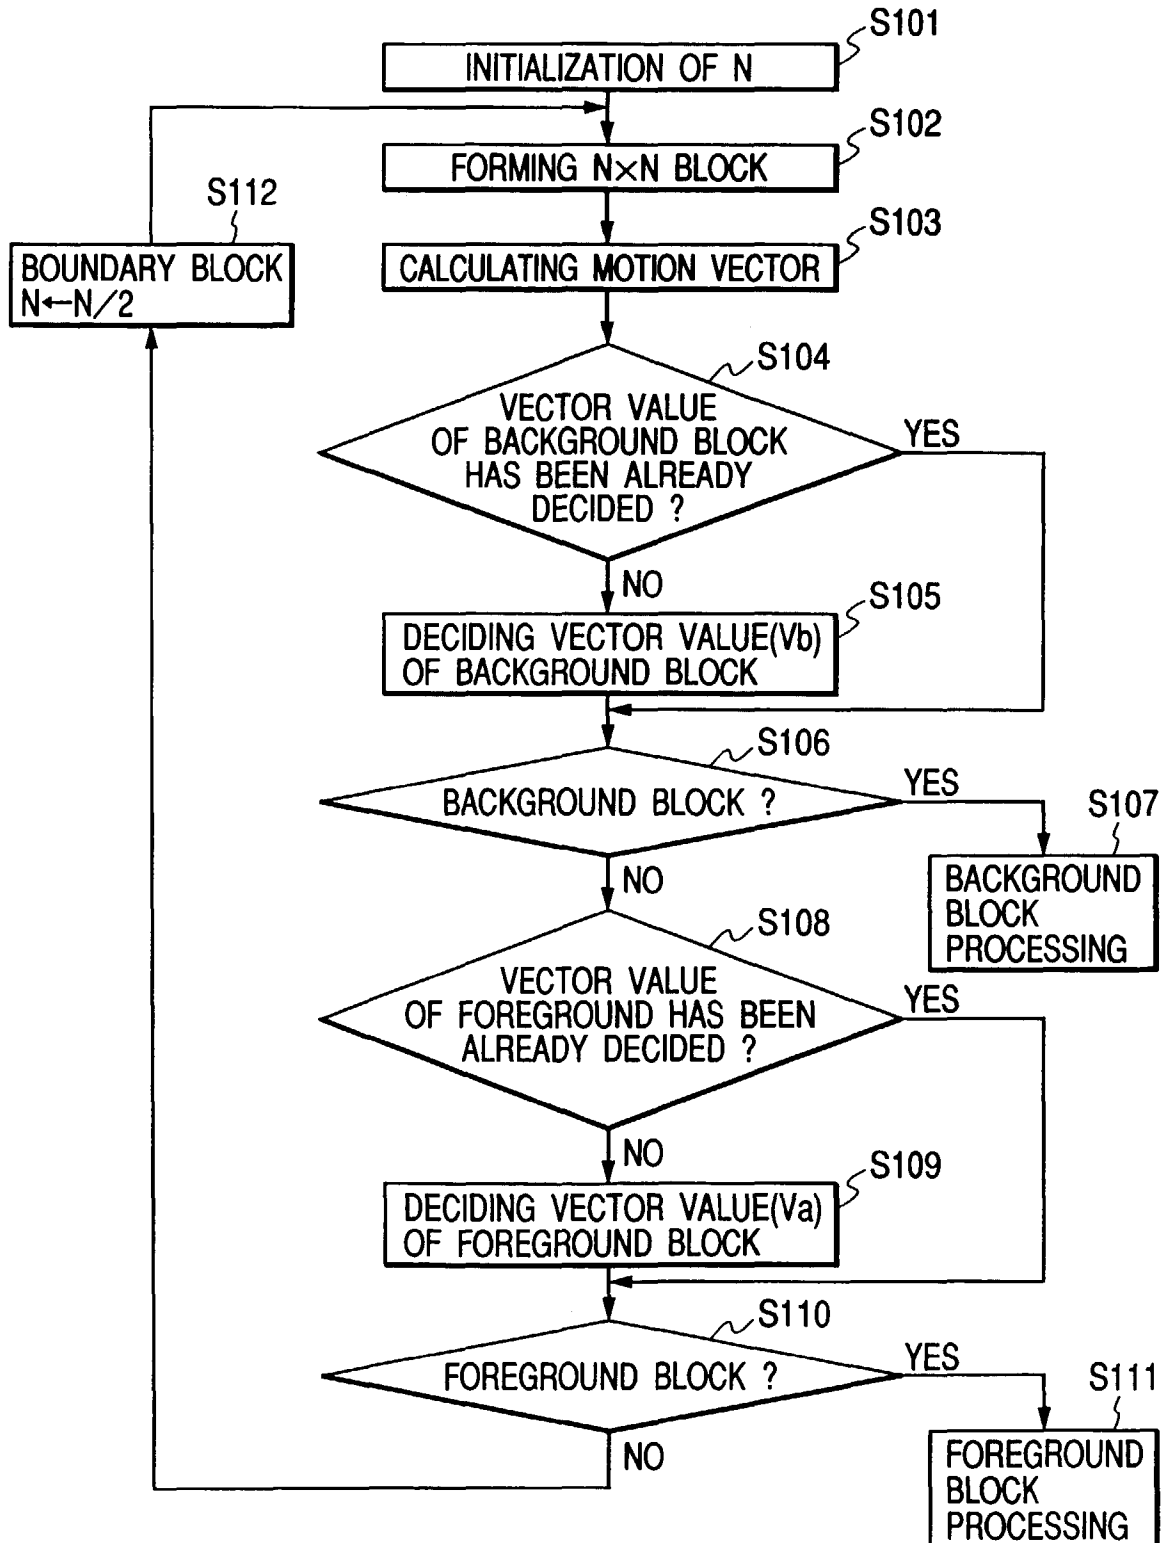 S101
INITIALIZATION OF N
S102
FORMING N×N BLOCK
S112
BOUNDARY BLOCK
N←N/2
S103
CALCULATING MOTION VECTOR
S104
VECTOR VALUE
OF BACKGROUND BLOCK
HAS BEEN ALREADY
DECIDED ?
YES
NO
S105
DECIDING VECTOR VALUE(Vb)
OF BACKGROUND BLOCK
S106
BACKGROUND BLOCK ?
YES
S107
BACKGROUND
BLOCK
PROCESSING
NO
S108
VECTOR VALUE
OF FOREGROUND HAS BEEN
ALREADY DECIDED ?
YES
NO
S109
DECIDING VECTOR VALUE(Va)
OF FOREGROUND BLOCK
S110
FOREGROUND BLOCK ?
YES
S111
FOREGROUND
BLOCK
PROCESSING
NO